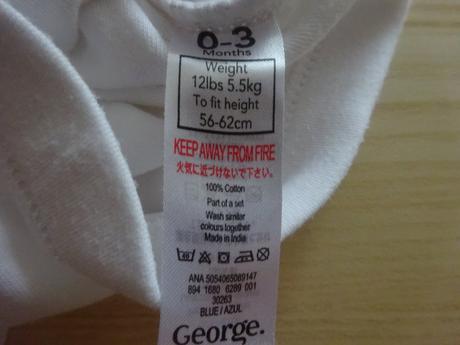 0-3
Months
Weight
12lbs 5.5kg
To fit height
56-62cm
KEEP AWAY FROM FIRE
火気に近づけないで下さい。
100% Cotton
Part of a set
Wash similar
colours together
Made in India
ANA 5054065089147
894 1680 6289 001
30263
BLUE / AZUL
George.